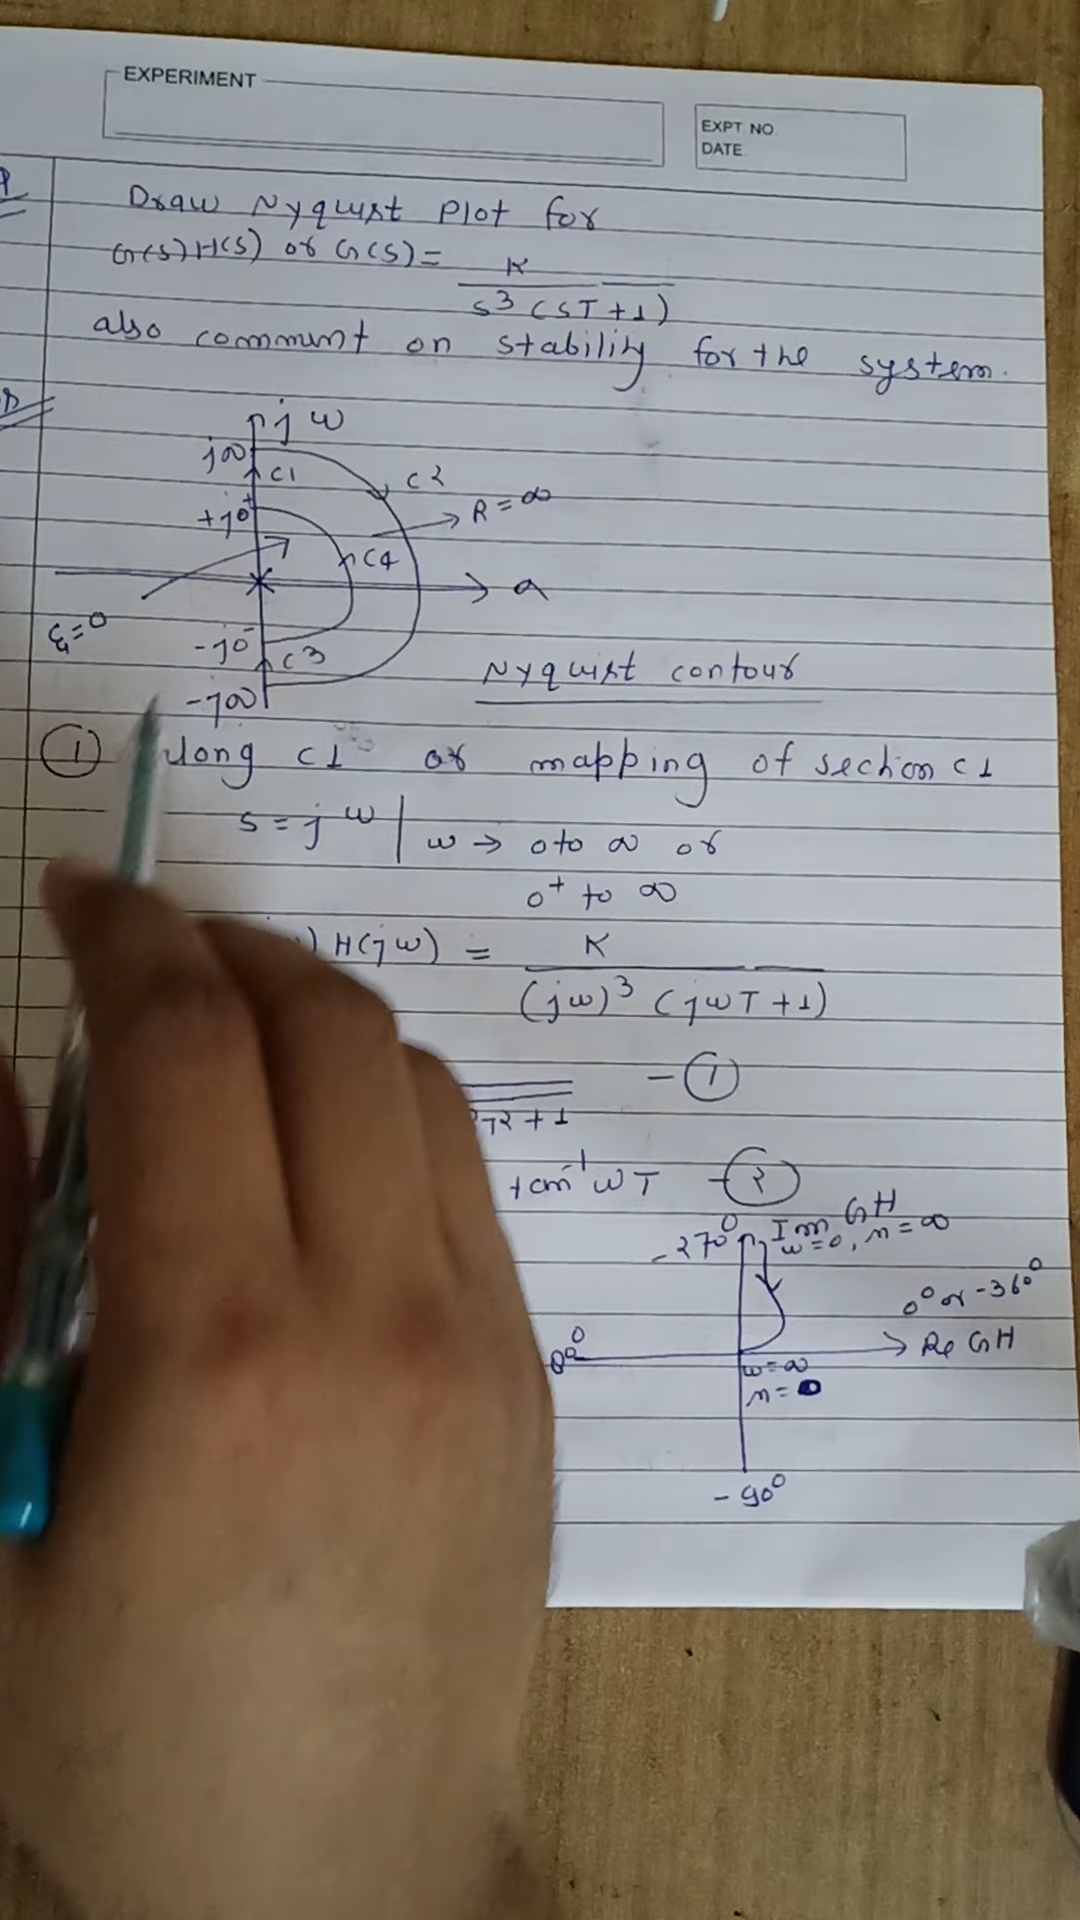 EXPERIMENT
EXPT. NO.
DATE
Draw Nyquist Plot for
G(s)H(s) or G(s) = K
s³(sT+1)
also comment on stability for the system.
jω
j∞
C1
C2
R=∞
+j0⁺
C4
σ
ε=0
-j0⁻
C3
-j∞
Nyquist contour
① long C1 or mapping of section C1
s = jω | ω → 0 to ∞ or
0⁺ to ∞
) H(jω) = K
(jω)³ (jωT+1)
- ①
T²+1
tan⁻¹ωT - ②
-270° Im GH
ω=0, M=∞
0° or -360°
Re GH
ω=∞
M=0
-90°